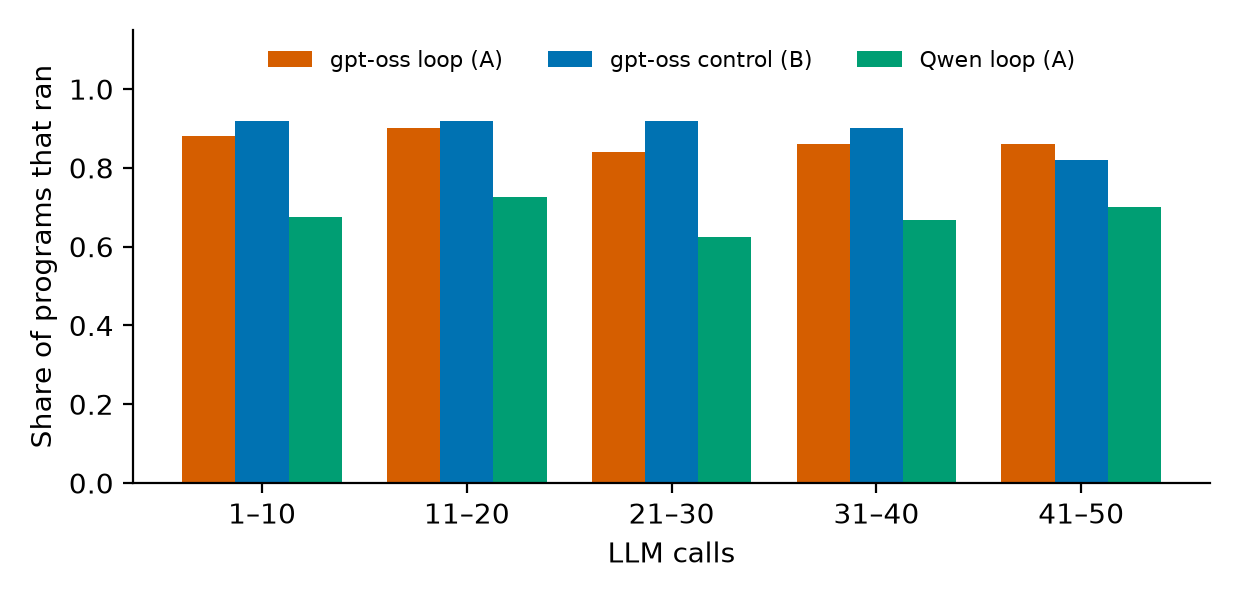 gpt-oss loop (A) gpt-oss control (B) Qwen loop (A)
Share of programs that ran
1.0
0.8
0.6
0.4
0.2
0.0
1–10 11–20 21–30 31–40 41–50
LLM calls